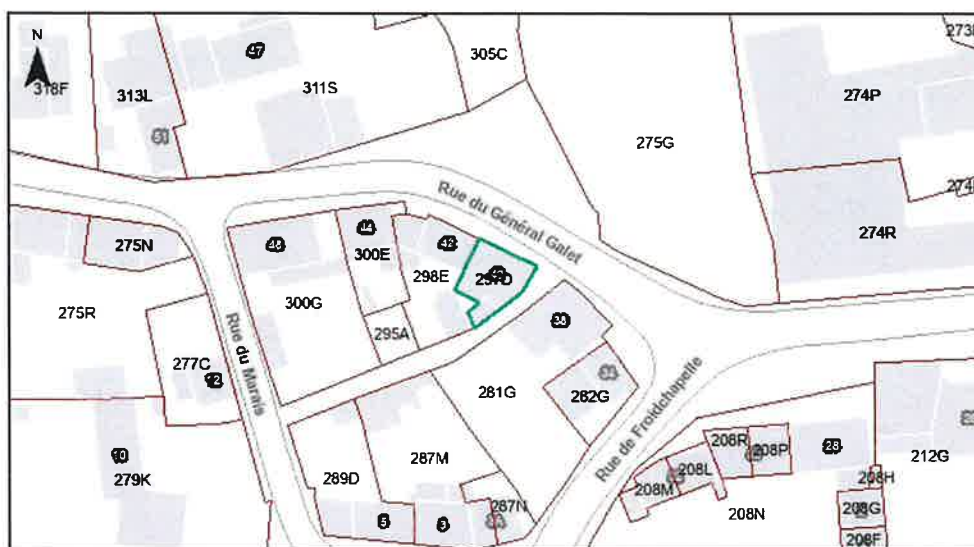 N
47
318F
313L
51
311S
305C
275G
273
274P
274
274R
Rue du Général Galet
275N
46
44
42
300E
298E
297D
300G
275R
295A
277C
12
Rue du Marais
38
281G
282G
Rue de Froidchapelle
10
279K
287M
289D
287N
5
3
208R
208P
208L
208M
28
212G
208H
208N
208G
208F